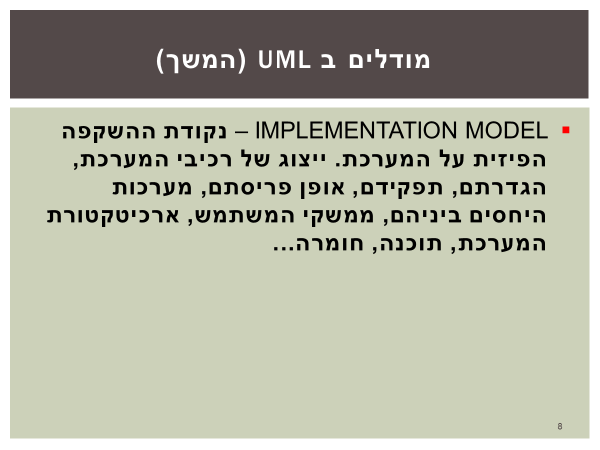 מודלים ב UML (המשך)
IMPLEMENTATION MODEL – נקודת ההשקפה
הפיזית על המערכת. ייצוג של רכיבי המערכת,
הגדרתם, תפקידם, אופן פריסתם, מערכות
היחסים ביניהם, ממשקי המשתמש, ארכיטקטורת
המערכת, תוכנה, חומרה...
8